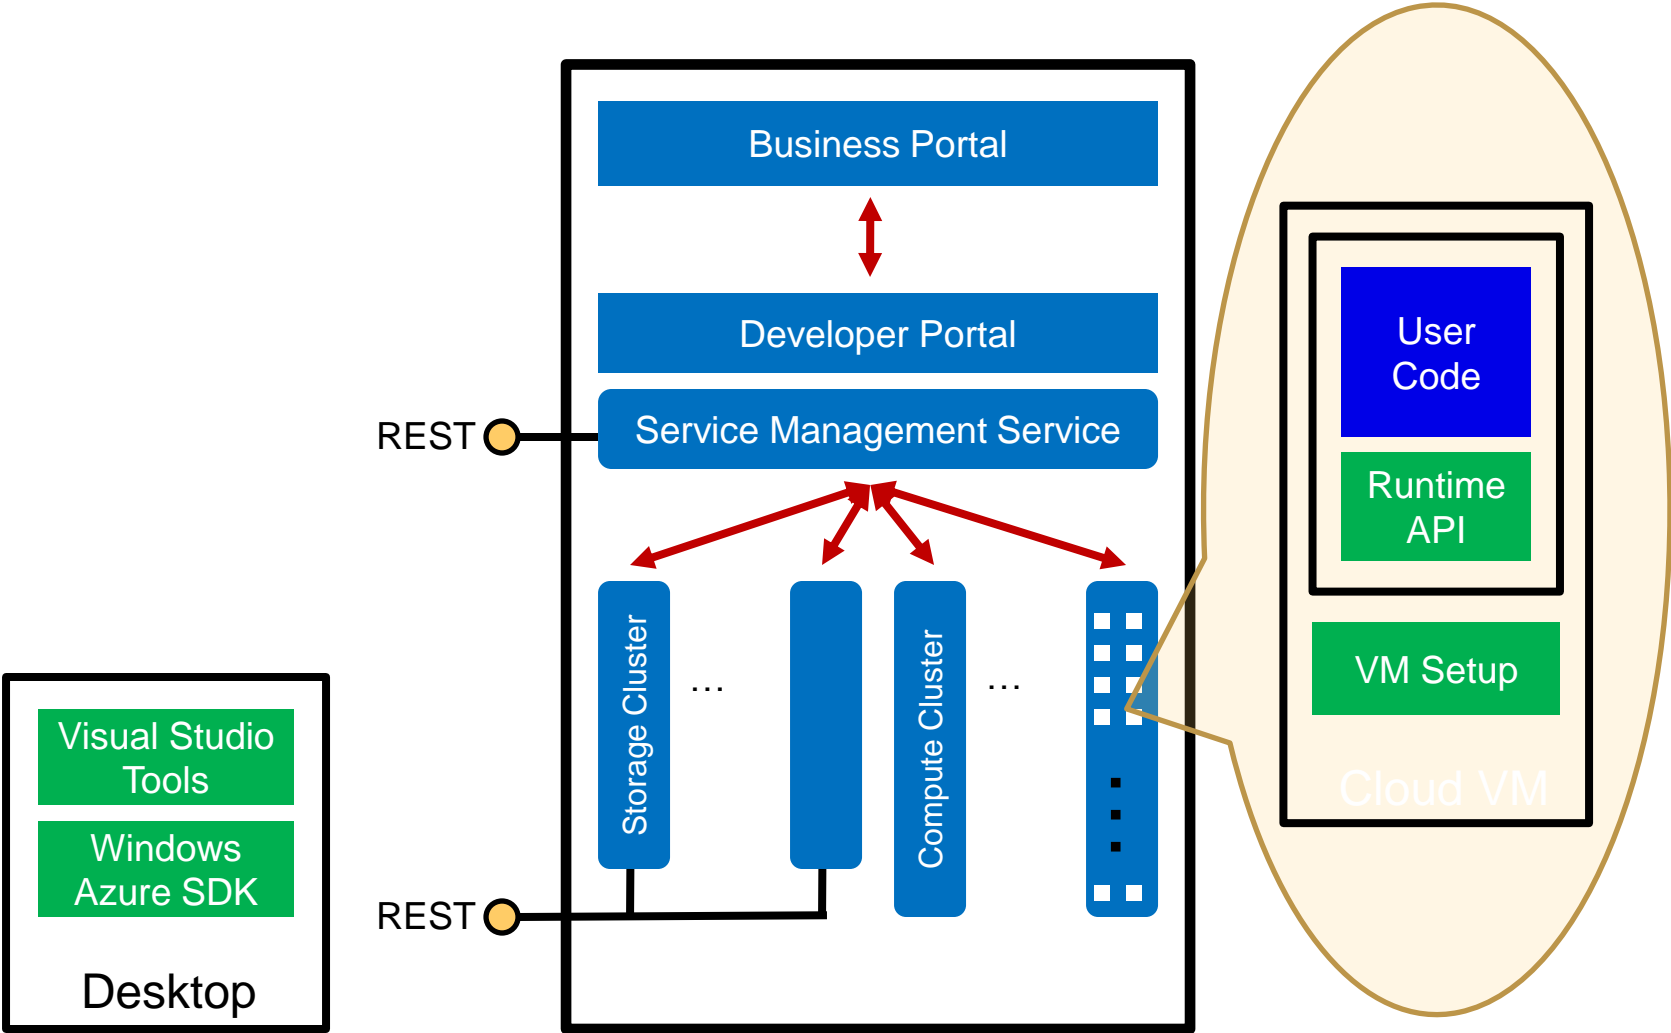 Business Portal
Developer Portal
REST
Service Management Service
Storage Cluster
...
Compute Cluster
...
REST
User
Code
Runtime
API
VM Setup
Cloud VM
Visual Studio
Tools
Windows
Azure SDK
Desktop